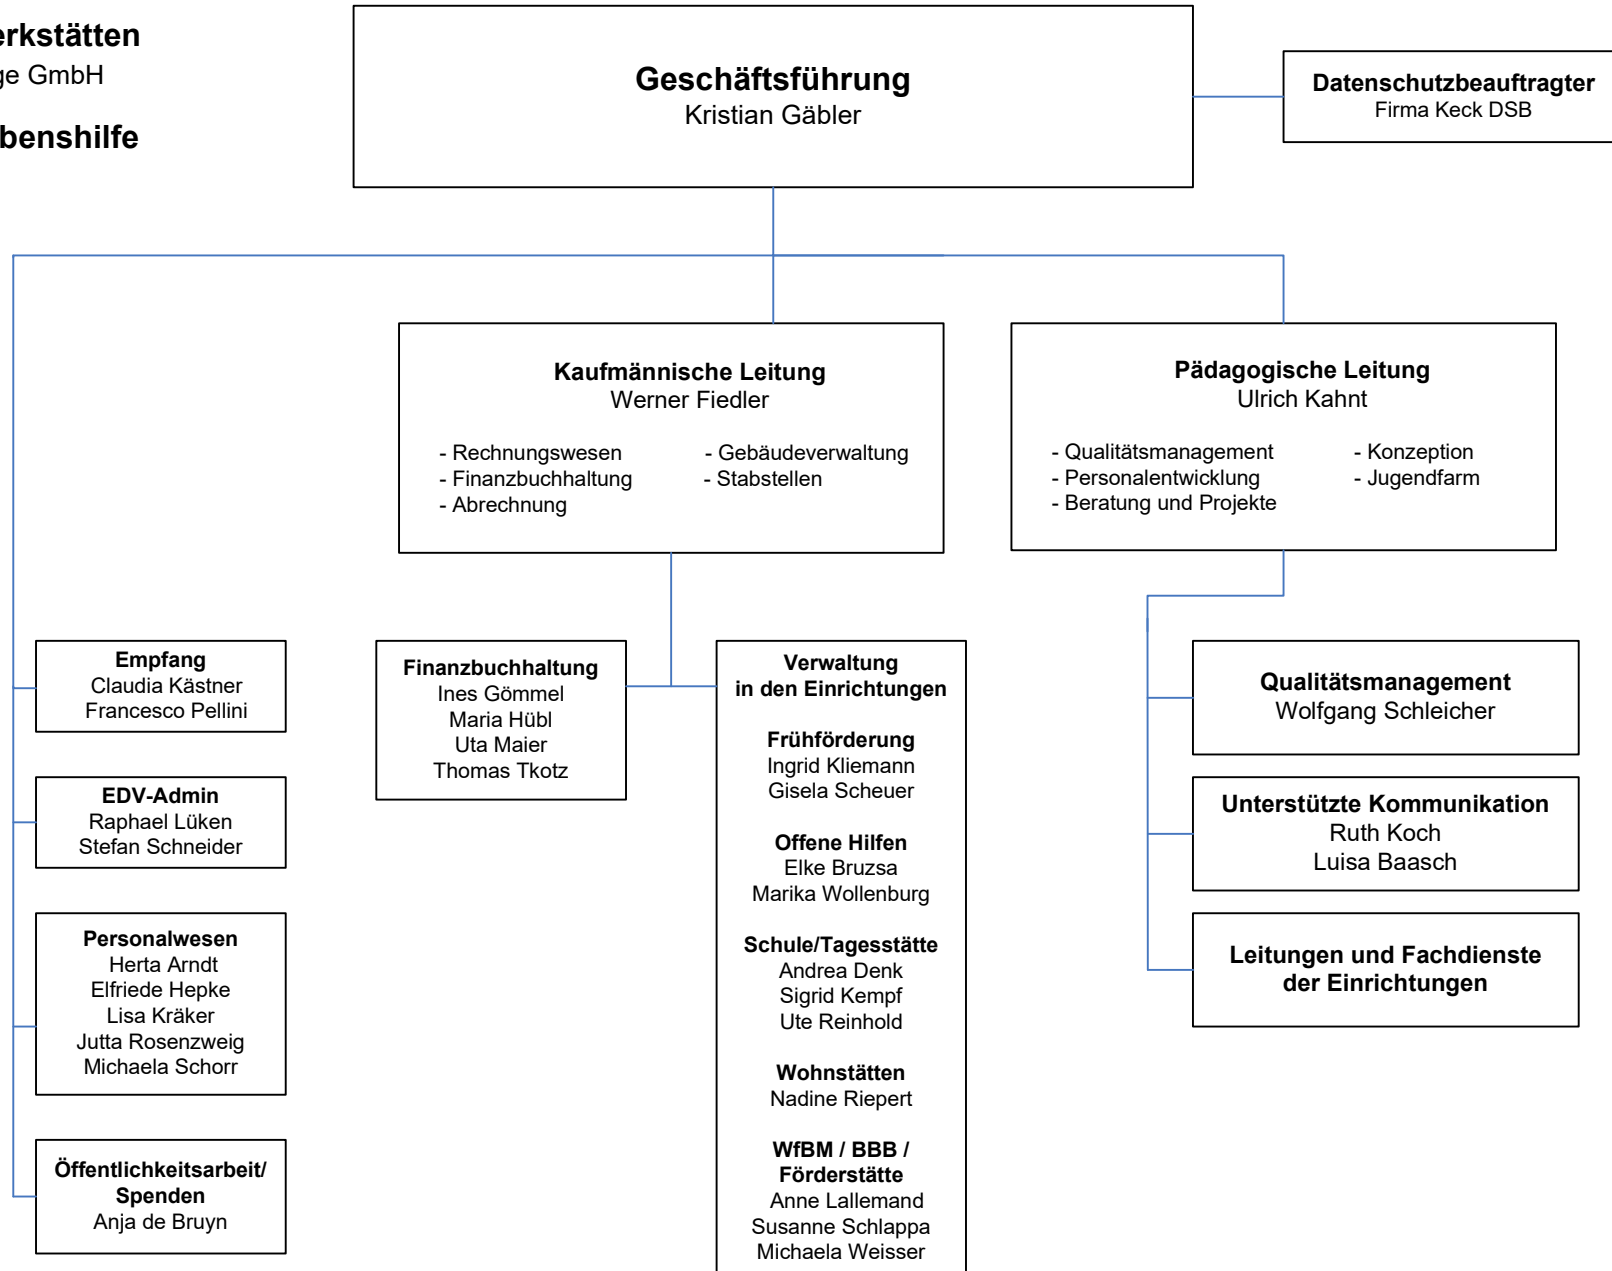 erkstätten
ge GmbH
benshilfe
Geschäftsführung
Kristian Gäbler
Datenschutzbeauftragter
Firma Keck DSB
Kaufmännische Leitung
Werner Fiedler
- Rechnungswesen
- Finanzbuchhaltung
- Abrechnung
- Gebäudeverwaltung
- Stabstellen
Pädagogische Leitung
Ulrich Kahnt
- Qualitätsmanagement
- Personalentwicklung
- Beratung und Projekte
- Konzeption
- Jugendfarm
Empfang
Claudia Kästner
Francesco Pellini
EDV-Admin
Raphael Lüken
Stefan Schneider
Personalwesen
Herta Arndt
Elfriede Hepke
Lisa Kräker
Jutta Rosenzweig
Michaela Schorr
Öffentlichkeitsarbeit/
Spenden
Anja de Bruyn
Finanzbuchhaltung
Ines Gömmel
Maria Hübl
Uta Maier
Thomas Tkotz
Verwaltung
in den Einrichtungen
Frühförderung
Ingrid Kliemann
Gisela Scheuer
Offene Hilfen
Elke Bruzsa
Marika Wollenburg
Schule/Tagesstätte
Andrea Denk
Sigrid Kempf
Ute Reinhold
Wohnstätten
Nadine Riepert
WfBM / BBB /
Förderstätte
Anne Lallemand
Susanne Schlappa
Michaela Weisser
Qualitätsmanagement
Wolfgang Schleicher
Unterstützte Kommunikation
Ruth Koch
Luisa Baasch
Leitungen und Fachdienste
der Einrichtungen